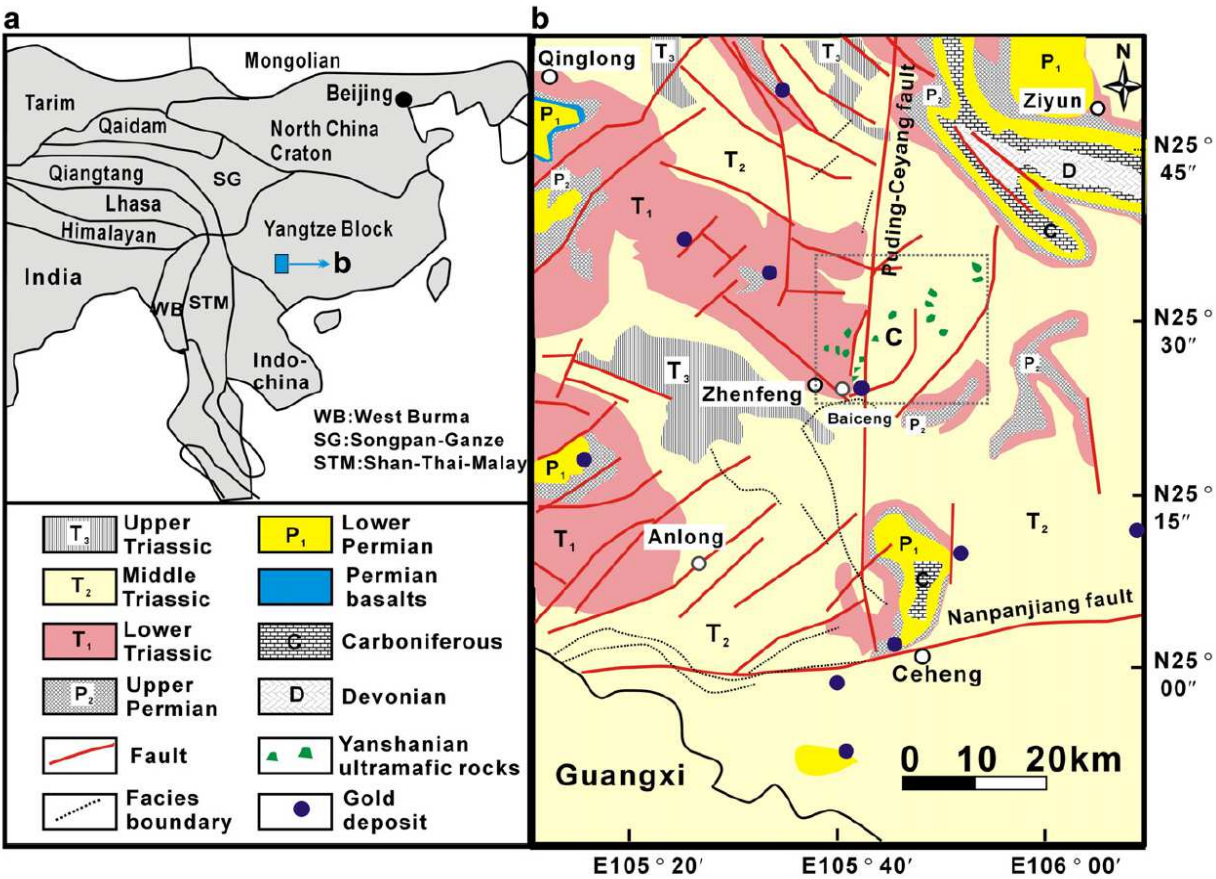 a
Mongolian
Beijing
Tarim
Qaidam
North China
Craton
Qiangtang
SG
Lhasa
Himalayan
Yangtze Block
b
India
WB
STM
Indo-
china
WB:West Burma
SG:Songpan-Ganze
STM:Shan-Thai-Malay
T3
Upper
Triassic
P1
Lower
Permian
T2
Middle
Triassic
Permian
basalts
T1
Lower
Triassic
C
Carboniferous
P2
Upper
Permian
D
Devonian
Fault
Yanshanian
ultramafic rocks
Facies
boundary
Gold
deposit
b
Qinglong
T3
T3
P1
N
P2
Ziyun
P1
T2
Puding-Ceyang fault
N25°
45″
D
P2
T1
C
C
N25°
30″
T3
P2
Zhenfeng
Baiceng
P2
P1
N25°
15″
T2
T1
Anlong
P1
C
Nanpanjiang fault
T2
Ceheng
N25°
00″
Guangxi
0 10 20km
E105°20′
E105°40′
E106°00′